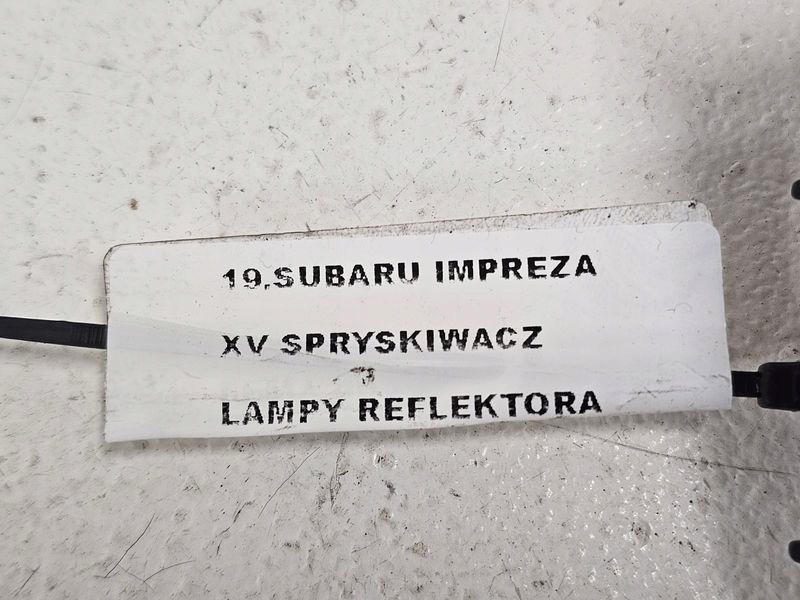 19,SUBARU IMPREZA
XV SPRYSKIWACZ
LAMPY REFLEKTORA